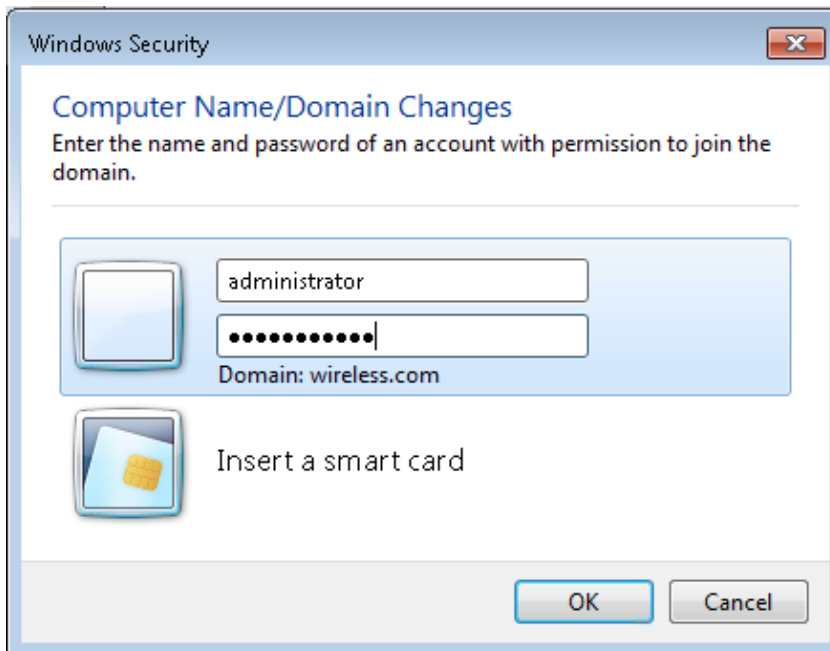 Windows Security
Computer Name/Domain Changes
Enter the name and password of an account with permission to join the
domain.
administrator
●●●●●●●●●●●
Domain: wireless.com
Insert a smart card
OK
Cancel